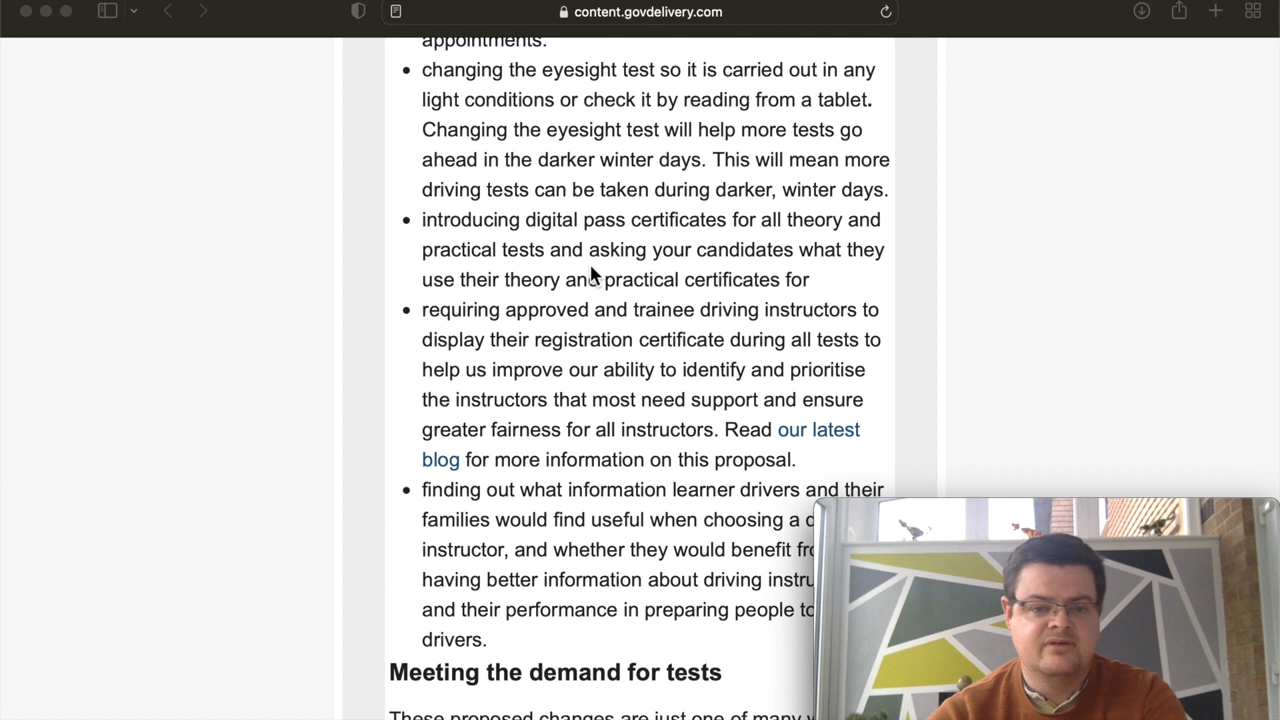 content.govdelivery.com
appointments.
changing the eyesight test so it is carried out in any
light conditions or check it by reading from a tablet.
Changing the eyesight test will help more tests go
ahead in the darker winter days. This will mean more
driving tests can be taken during darker, winter days.
introducing digital pass certificates for all theory and
practical tests and asking your candidates what they
use their theory and practical certificates for
requiring approved and trainee driving instructors to
display their registration certificate during all tests to
help us improve our ability to identify and prioritise
the instructors that most need support and ensure
greater fairness for all instructors. Read our latest
blog for more information on this proposal.
finding out what information learner drivers and their
families would find useful when choosing a
instructor, and whether they would benefit
having better information about driving
and their performance in preparing people
drivers.
Meeting the demand for tests
These proposed changes are just one of many